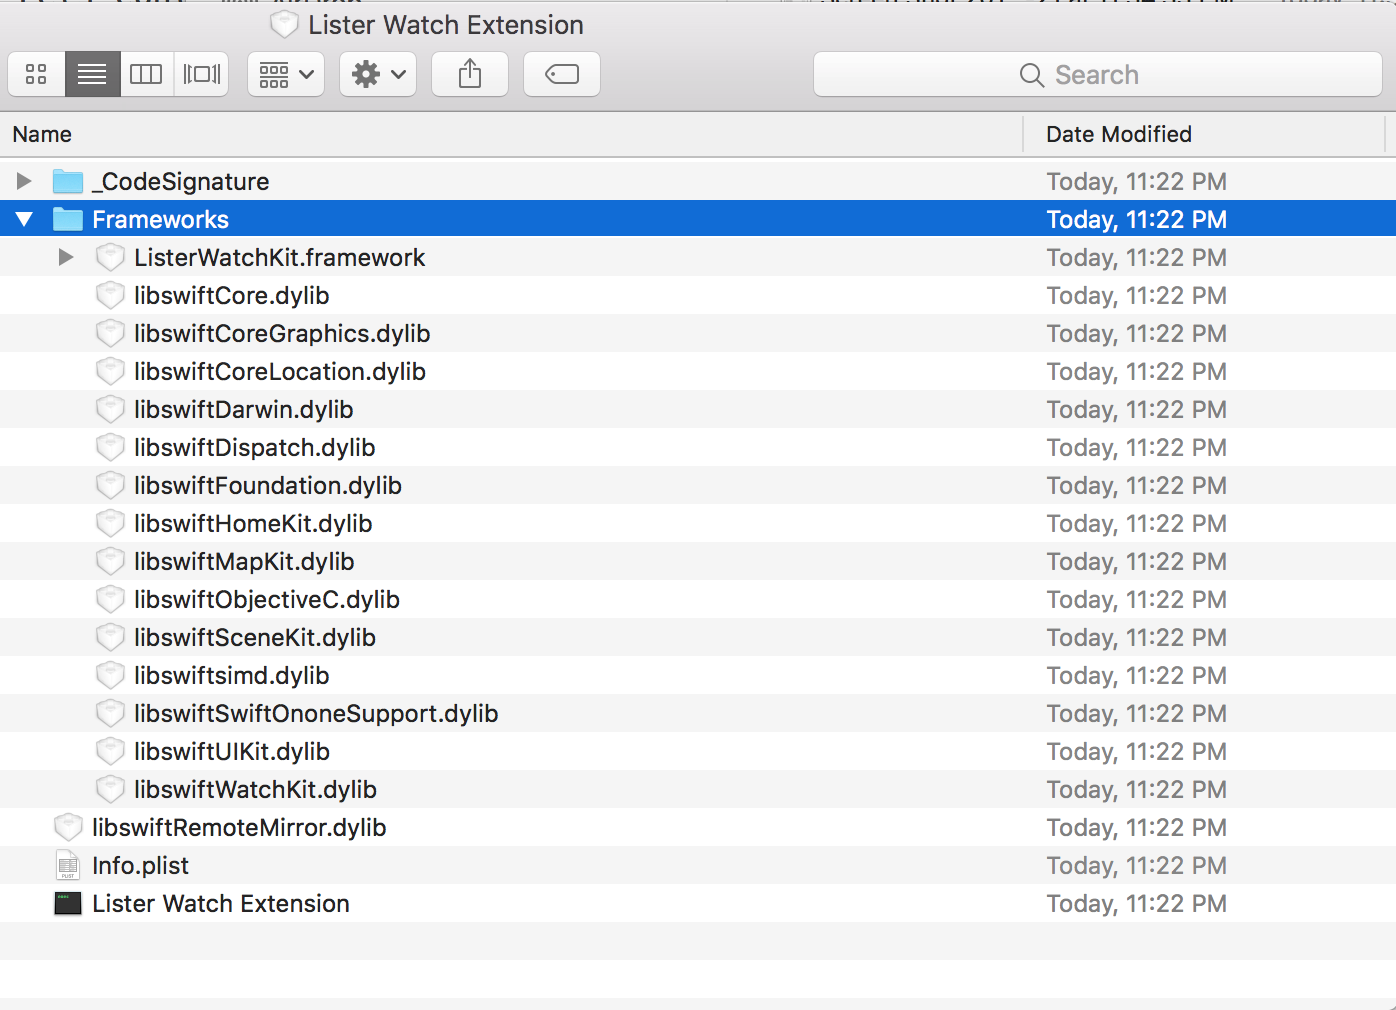 Lister Watch Extension
Search
Name Date Modified
_CodeSignature Today, 11:22 PM
Frameworks Today, 11:22 PM
ListerWatchKit.framework Today, 11:22 PM
libswiftCore.dylib Today, 11:22 PM
libswiftCoreGraphics.dylib Today, 11:22 PM
libswiftCoreLocation.dylib Today, 11:22 PM
libswiftDarwin.dylib Today, 11:22 PM
libswiftDispatch.dylib Today, 11:22 PM
libswiftFoundation.dylib Today, 11:22 PM
libswiftHomeKit.dylib Today, 11:22 PM
libswiftMapKit.dylib Today, 11:22 PM
libswiftObjectiveC.dylib Today, 11:22 PM
libswiftSceneKit.dylib Today, 11:22 PM
libswiftsimd.dylib Today, 11:22 PM
libswiftSwiftOnoneSupport.dylib Today, 11:22 PM
libswiftUIKit.dylib Today, 11:22 PM
libswiftWatchKit.dylib Today, 11:22 PM
libswiftRemoteMirror.dylib Today, 11:22 PM
Info.plist Today, 11:22 PM
Lister Watch Extension Today, 11:22 PM